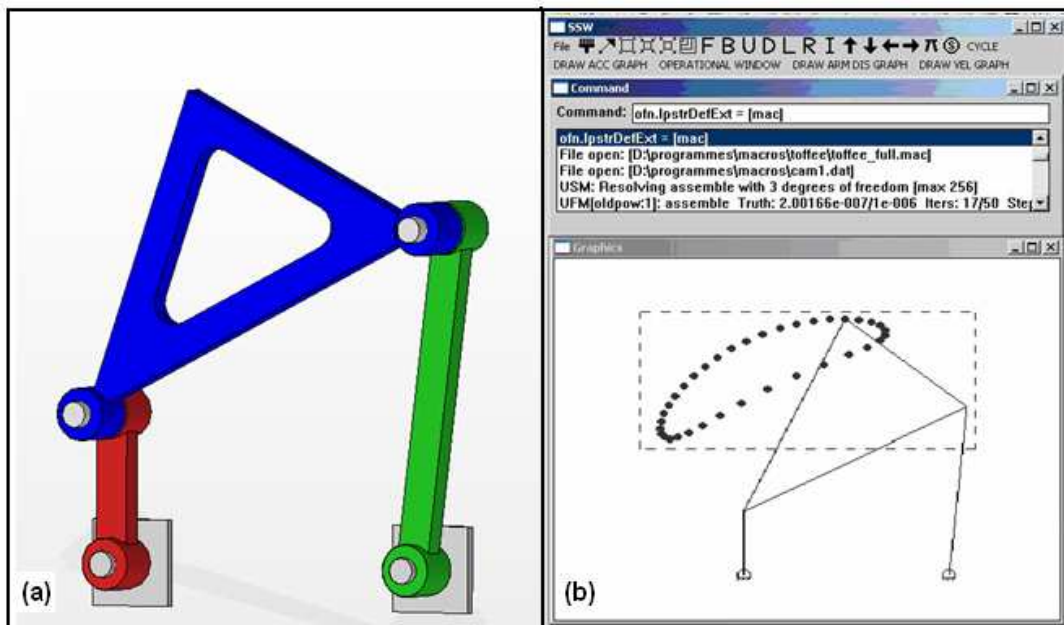 (a)
SSW
File F B U D L R I π S CYCLE
DRAW ACC GRAPH OPERATIONAL WINDOW DRAW ARM DIS GRAPH DRAW VEL GRAPH
Command
Command: ofn.lpstrDefExt = [mac]
ofn.lpstrDefExt = [mac]
File open: [D:\programmes\macros\toffee\toffee_full.mac]
File open: [D:\programmes\macros\cam1.dat]
USM: Resolving assemble with 3 degrees of freedom [max 256]
UFM[oldpow:1]: assemble Truth: 2.00166e-007/1e-006 Iters: 17/50 Step
Graphics
(b)